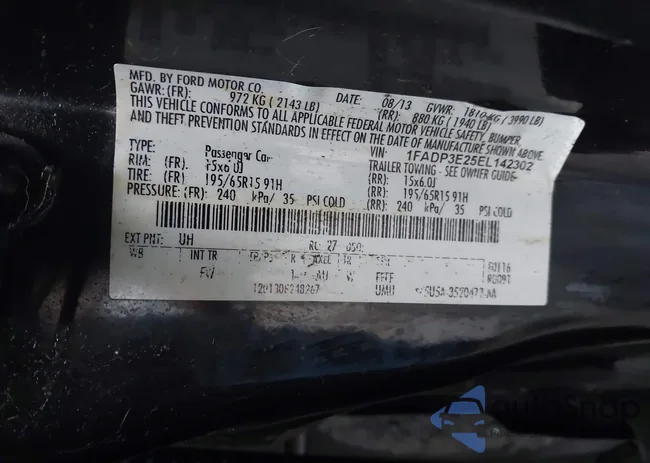 MFD. BY FORD MOTOR CO.
DATE: 08/13 GVWR: 1810 KG / 3990 LB)
GAWR: (FR) 972 KG ( 2143 LB) (RR): 880 KG (1940 LB)
THIS VEHICLE CONFORMS TO ALL APPLICABLE FEDERAL MOTOR VEHICLE SAFETY, BUMPER,
AND THEFT PREVENTION STANDARDS IN EFFECT ON THE DATE OF MANUFACTURE SHOWN ABOVE.
VIN: 1FADP3E25EL142302
TYPE: Passenger Car TRAILER TOWING - SEE OWNER GUIDE
RIM: (FR): 15x6.0J (RR): 15x6.0J
TIRE: (FR): 195/65R15 91H (RR): 195/65R15 91H
PRESSURE: (FR): 240 kPa/ 35 PSI COLD (RR): 240 kPa/ 35 PSI COLD
EXT PNT: UH 27
WB INT TR
UMU
autoSnap